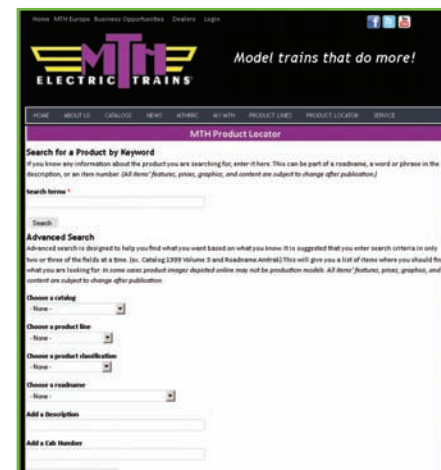 Home MTH Europe Business Opportunities Dealers Login
MTH
ELECTRIC TRAINS
Model trains that do more!
HOME ABOUT US CATALOGS NEWS MTHRRC MY MTH PRODUCT LINES PRODUCT LOCATOR SERVICE
MTH Product Locator
Search for a Product by Keyword
If you know any information about the product you are searching for, enter it here. This can be part of a roadname, a word or phrase in the
description, or an item number. (All items' features, prices, graphics, and content are subject to change after publication.)
Search terms *
Search
Advanced Search
Advanced search is designed to help you find what you want based on what you know. It is suggested that you enter search criteria in only
two or three of the fields at a time. (ex. Catalog 1999 Volume 3 and Roadname Amtrak) This will give you a list of items where you should fin
what you are looking for. In some cases product images depicted online may not be production models. All items' features, prices, graphics, and
content are subject to change after publication.
Choose a catalog
- None -
Choose a product line
- None -
Choose a product classification
- None -
Choose a roadname
- None -
Add a Description
Add a Cab Number